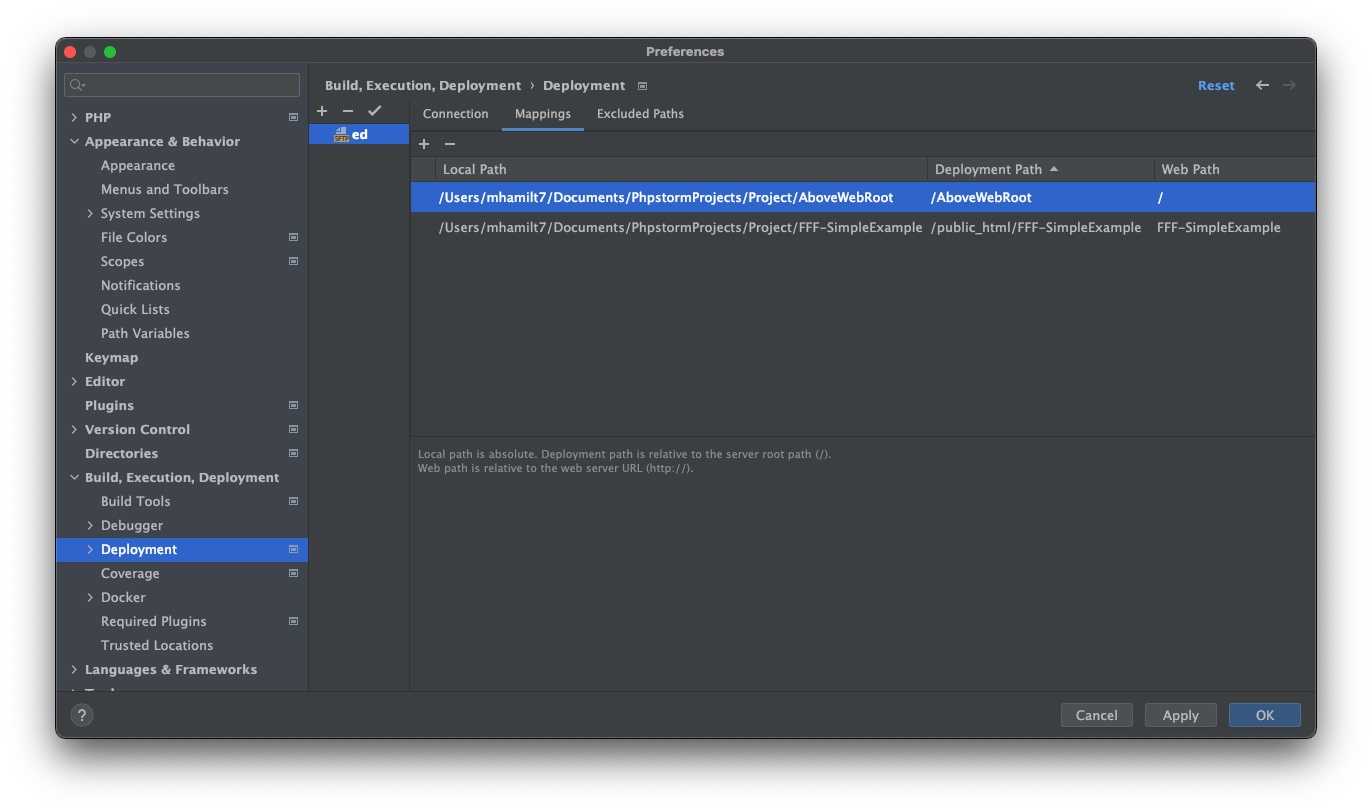 Preferences
PHP
Appearance & Behavior
Appearance
Menus and Toolbars
System Settings
File Colors
Scopes
Notifications
Quick Lists
Path Variables
Keymap
Editor
Plugins
Version Control
Directories
Build, Execution, Deployment
Build Tools
Debugger
Deployment
Coverage
Docker
Required Plugins
Trusted Locations
Languages & Frameworks
Build, Execution, Deployment › Deployment
Reset
SFTP ed
Connection Mappings Excluded Paths
Local Path Deployment Path Web Path
/Users/mhamilt7/Documents/PhpstormProjects/Project/AboveWebRoot /AboveWebRoot /
/Users/mhamilt7/Documents/PhpstormProjects/Project/FFF-SimpleExample /public_html/FFF-SimpleExample FFF-SimpleExample
Local path is absolute. Deployment path is relative to the server root path (/).
Web path is relative to the web server URL (http://).
? Cancel Apply OK